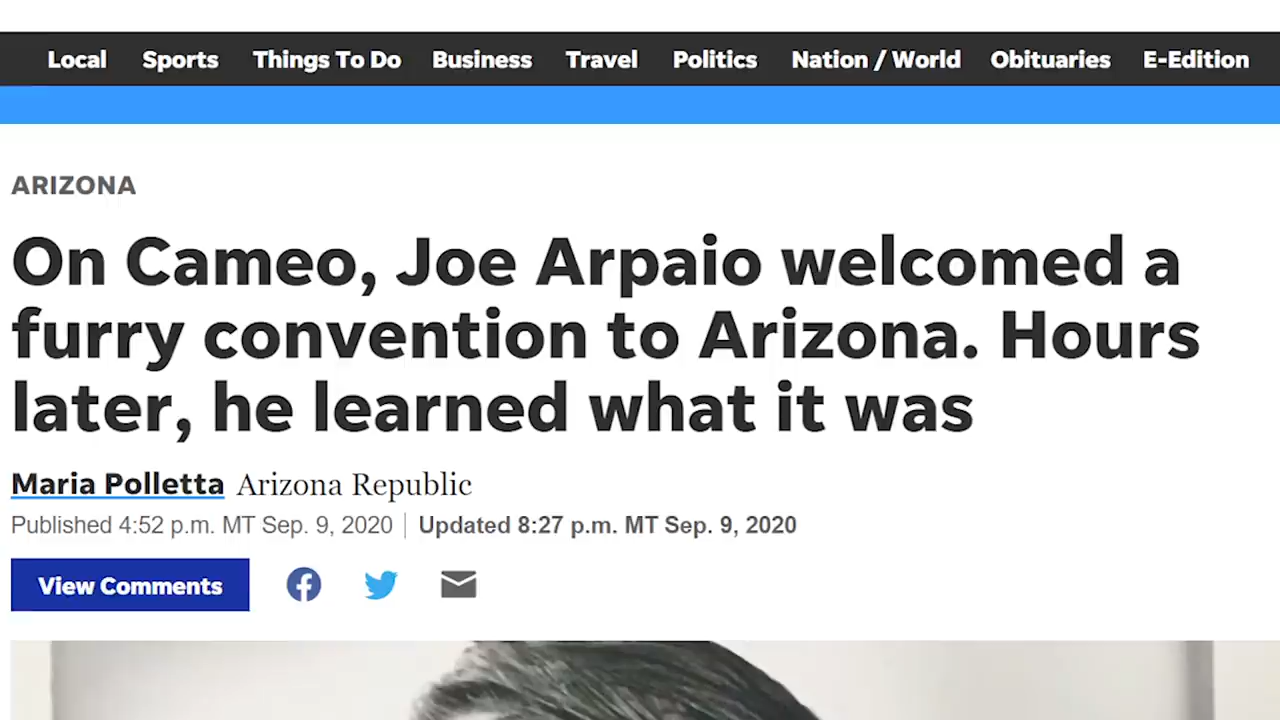 Local Sports Things To Do Business Travel Politics Nation / World Obituaries E-Edition
ARIZONA
On Cameo, Joe Arpaio welcomed a
furry convention to Arizona. Hours
later, he learned what it was
Maria Polletta Arizona Republic
Published 4:52 p.m. MT Sep. 9, 2020 | Updated 8:27 p.m. MT Sep. 9, 2020
View Comments